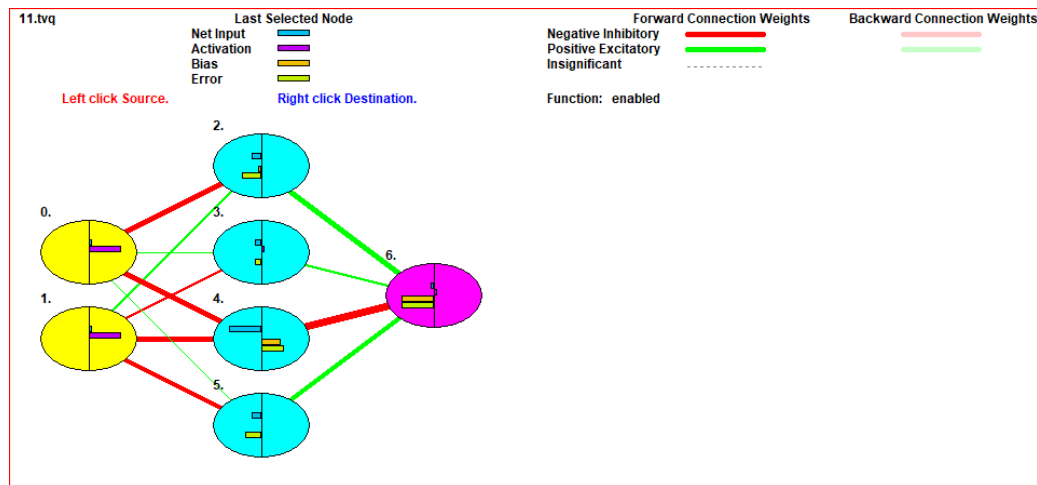 11.tvq Last Selected Node Forward Connection Weights Backward Connection Weights
Net Input Negative Inhibitory
Activation Positive Excitatory
Bias Insignificant
Error
Left click Source. Right click Destination. Function: enabled
2.
0. 3.
6.
1. 4.
5.